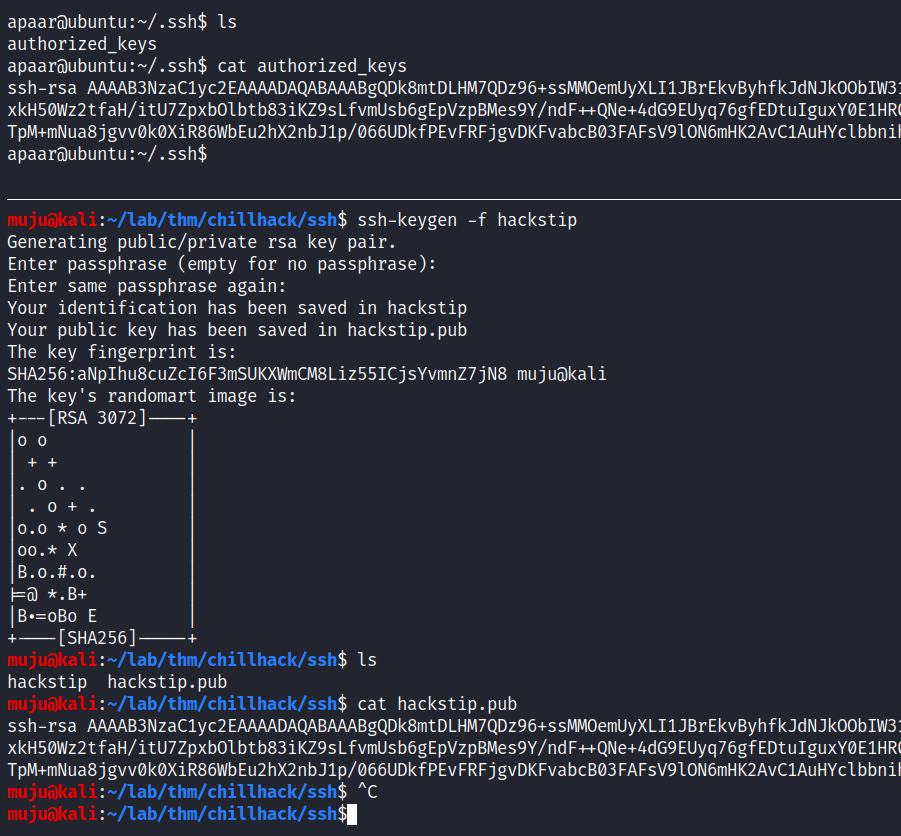 apaar@ubuntu:~/.ssh$ ls
authorized_keys
apaar@ubuntu:~/.ssh$ cat authorized_keys
ssh-rsa AAAAB3NzaC1yc2EAAAADAQABAAABgQDk8mtDLHM7QDz96+ssMMOemUyXLI1JBrEkvByhfkJdNJkOObIW31
xkH50Wz2tfaH/itU7ZpxbOlbtb83iKZ9sLfvmUsb6gEpVzpBMes9Y/ndF++QNe+4dG9EUyq76gfEDtuIguxY0E1HRC
TpM+mNua8jgvv0k0XiR86WbEu2hX2nbJ1p/066UDkfPEvFRFjgvDKFvabcB03FAFsV9lON6mHK2AvC1AuHYclbbnih
apaar@ubuntu:~/.ssh$
muju@kali:~/lab/thm/chillhack/ssh$ ssh-keygen -f hackstip
Generating public/private rsa key pair.
Enter passphrase (empty for no passphrase):
Enter same passphrase again:
Your identification has been saved in hackstip
Your public key has been saved in hackstip.pub
The key fingerprint is:
SHA256:aNpIhu8cuZcI6F3mSUKXWmCM8Liz55ICjsYvmnZ7jN8 muju@kali
The key's randomart image is:
+---[RSA 3072]----+
|o o              |
| + +             |
|. o . .          |
| . o + .         |
|o.o * o S        |
|oo.* X           |
|B.o.#.o.         |
|=@ *.B+          |
|B*=oBo E         |
+----[SHA256]-----+
muju@kali:~/lab/thm/chillhack/ssh$ ls
hackstip  hackstip.pub
muju@kali:~/lab/thm/chillhack/ssh$ cat hackstip.pub
ssh-rsa AAAAB3NzaC1yc2EAAAADAQABAAABgQDk8mtDLHM7QDz96+ssMMOemUyXLI1JBrEkvByhfkJdNJkOObIW31
xkH50Wz2tfaH/itU7ZpxbOlbtb83iKZ9sLfvmUsb6gEpVzpBMes9Y/ndF++QNe+4dG9EUyq76gfEDtuIguxY0E1HRC
TpM+mNua8jgvv0k0XiR86WbEu2hX2nbJ1p/066UDkfPEvFRFjgvDKFvabcB03FAFsV9lON6mHK2AvC1AuHYclbbnih
muju@kali:~/lab/thm/chillhack/ssh$ ^C
muju@kali:~/lab/thm/chillhack/ssh$